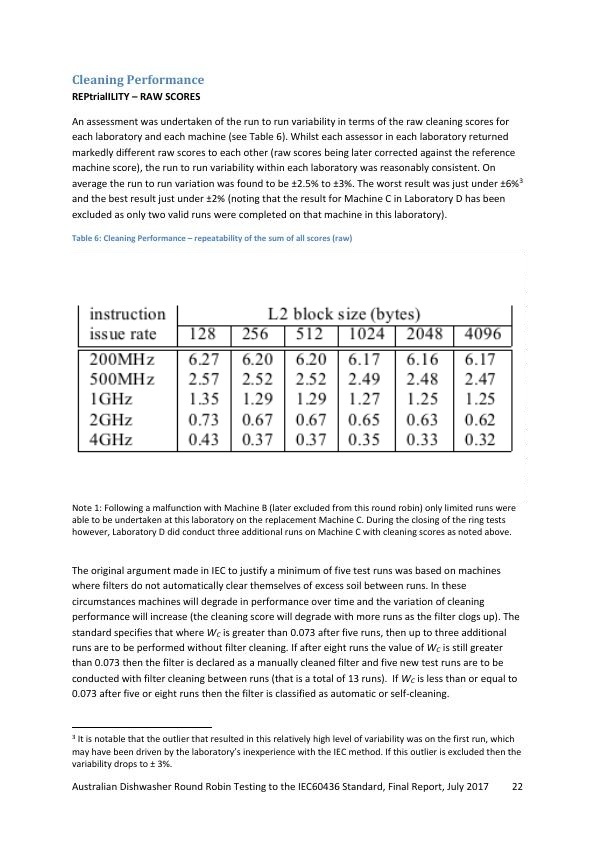 Cleaning Performance
REPtrialILITY – RAW SCORES
An assessment was undertaken of the run to run variability in terms of the raw cleaning scores for
each laboratory and each machine (see Table 6). Whilst each assessor in each laboratory returned
markedly different raw scores to each other (raw scores being later corrected against the reference
machine score), the run to run variability within each laboratory was reasonably consistent. On
average the run to run variation was found to be ±2.5% to ±3%. The worst result was just under ±6%³
and the best result just under ±2% (noting that the result for Machine C in Laboratory D has been
excluded as only two valid runs were completed on that machine in this laboratory).
Table 6: Cleaning Performance – repeatability of the sum of all scores (raw)
instruction L2 block size (bytes)
issue rate 128 256 512 1024 2048 4096
200MHz 6.27 6.20 6.20 6.17 6.16 6.17
500MHz 2.57 2.52 2.52 2.49 2.48 2.47
1GHz 1.35 1.29 1.29 1.27 1.25 1.25
2GHz 0.73 0.67 0.67 0.65 0.63 0.62
4GHz 0.43 0.37 0.37 0.35 0.33 0.32
Note 1: Following a malfunction with Machine B (later excluded from this round robin) only limited runs were
able to be undertaken at this laboratory on the replacement Machine C. During the closing of the ring tests
however, Laboratory D did conduct three additional runs on Machine C with cleaning scores as noted above.
The original argument made in IEC to justify a minimum of five test runs was based on machines
where filters do not automatically clear themselves of excess soil between runs. In these
circumstances machines will degrade in performance over time and the variation of cleaning
performance will increase (the cleaning score will degrade with more runs as the filter clogs up). The
standard specifies that where W_C is greater than 0.073 after five runs, then up to three additional
runs are to be performed without filter cleaning. If after eight runs the value of W_C is still greater
than 0.073 then the filter is declared as a manually cleaned filter and five new test runs are to be
conducted with filter cleaning between runs (that is a total of 13 runs). If W_C is less than or equal to
0.073 after five or eight runs then the filter is classified as automatic or self-cleaning.
³ It is notable that the outlier that resulted in this relatively high level of variability was on the first run, which
may have been driven by the laboratory's inexperience with the IEC method. If this outlier is excluded then the
variability drops to ± 3%.
Australian Dishwasher Round Robin Testing to the IEC60436 Standard, Final Report, July 2017 22